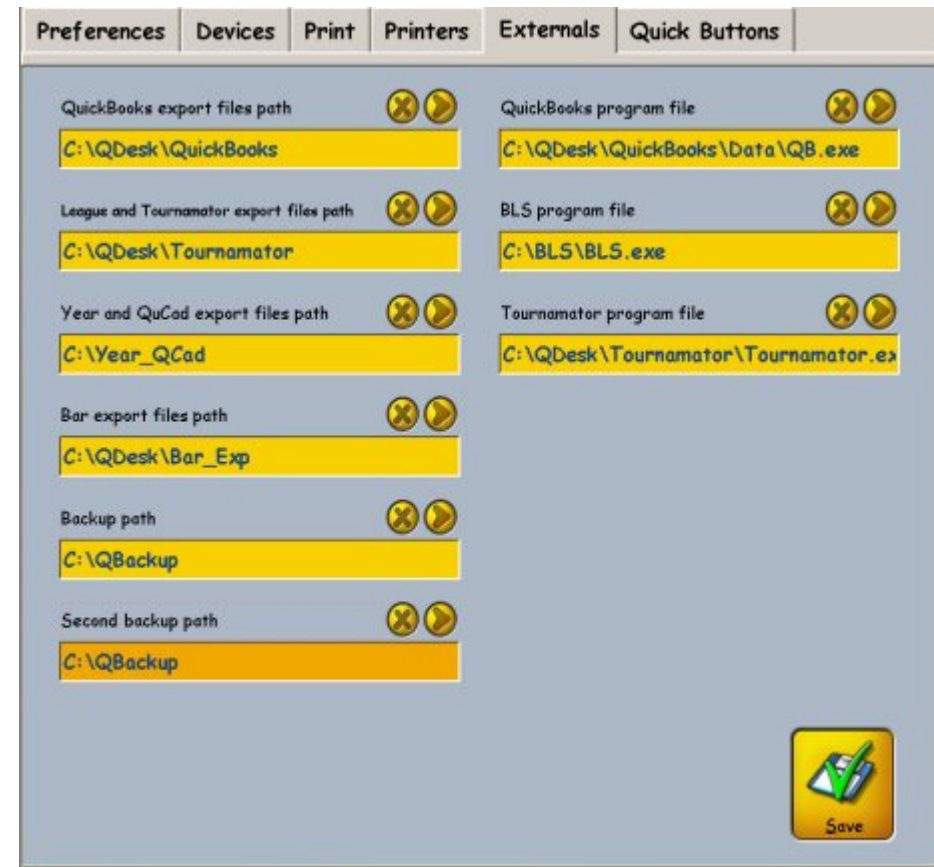 Preferences Devices Print Printers Externals Quick Buttons
QuickBooks export files path
C:\QDesk\QuickBooks
League and Tournamator export files path
C:\QDesk\Tournamator
Year and QuCad export files path
C:\Year_QCad
Bar export files path
C:\QDesk\Bar_Exp
Backup path
C:\QBackup
Second backup path
C:\QBackup
QuickBooks program file
C:\QDesk\QuickBooks\Data\QB.exe
BLS program file
C:\BLS\BLS.exe
Tournamator program file
C:\QDesk\Tournamator\Tournamator.ex
Save